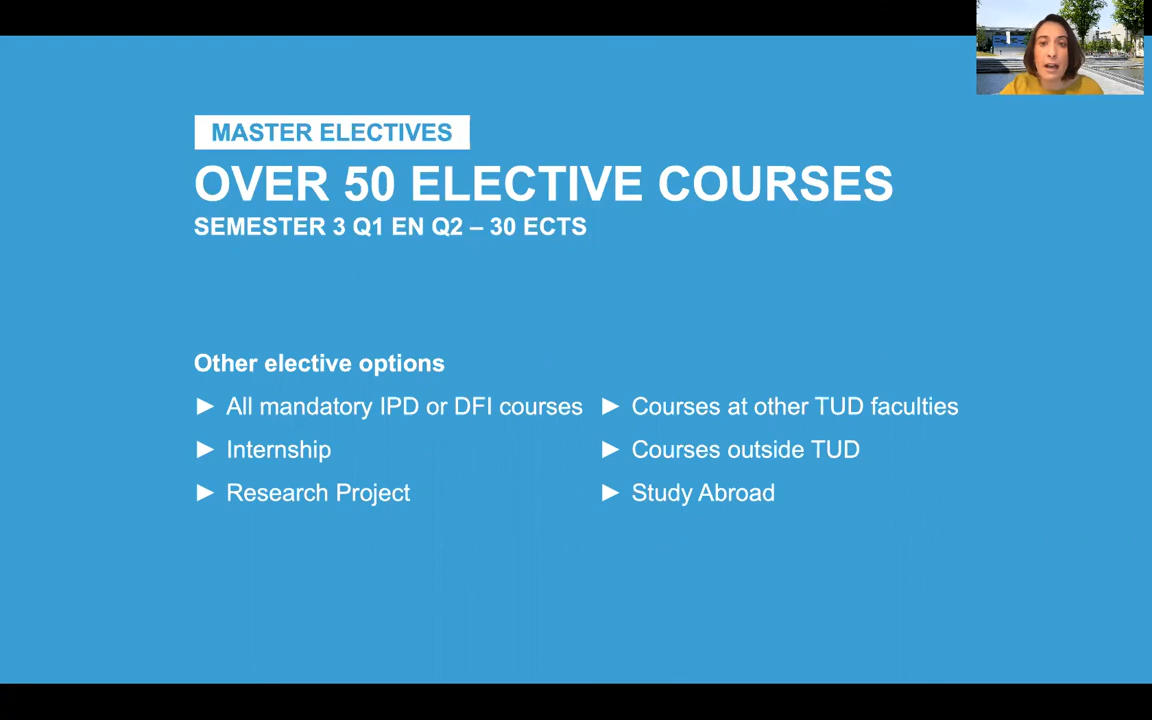 MASTER ELECTIVES
OVER 50 ELECTIVE COURSES
SEMESTER 3 Q1 EN Q2 – 30 ECTS
Other elective options
► All mandatory IPD or DFI courses
► Internship
► Research Project
► Courses at other TUD faculties
► Courses outside TUD
► Study Abroad